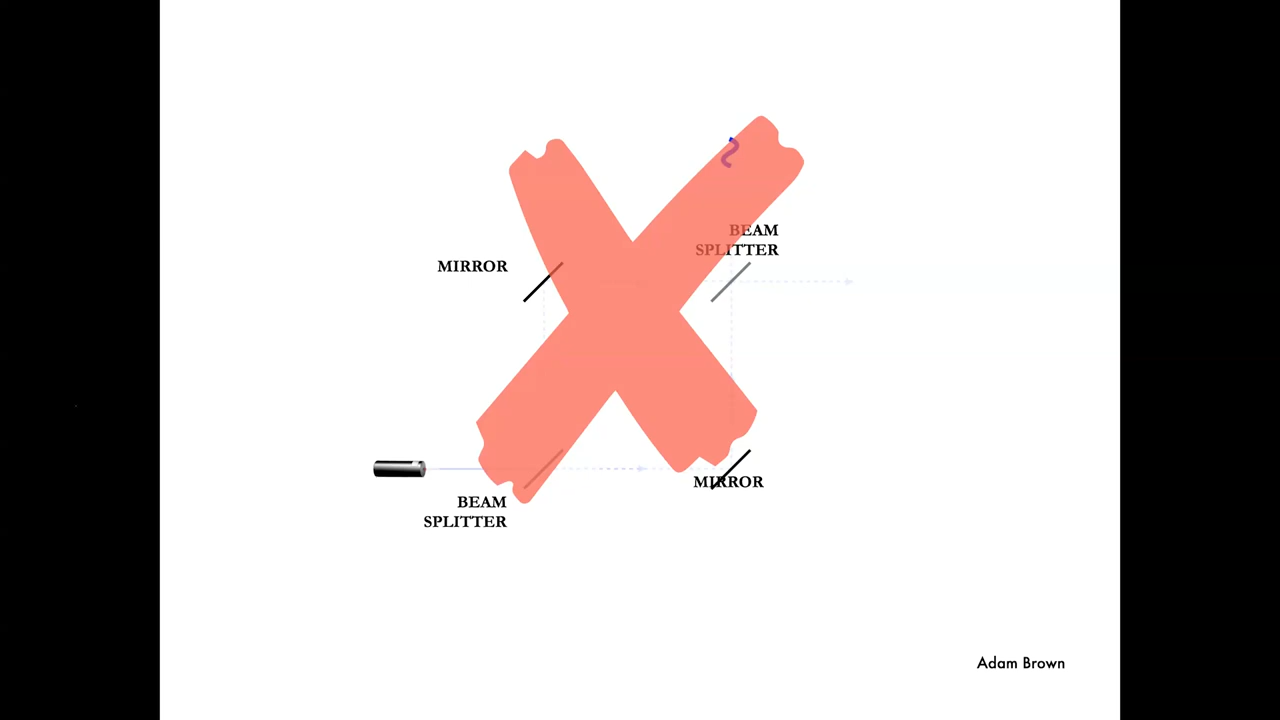 BEAM
SPLITTER
MIRROR
MIRROR
BEAM
SPLITTER
Adam Brown